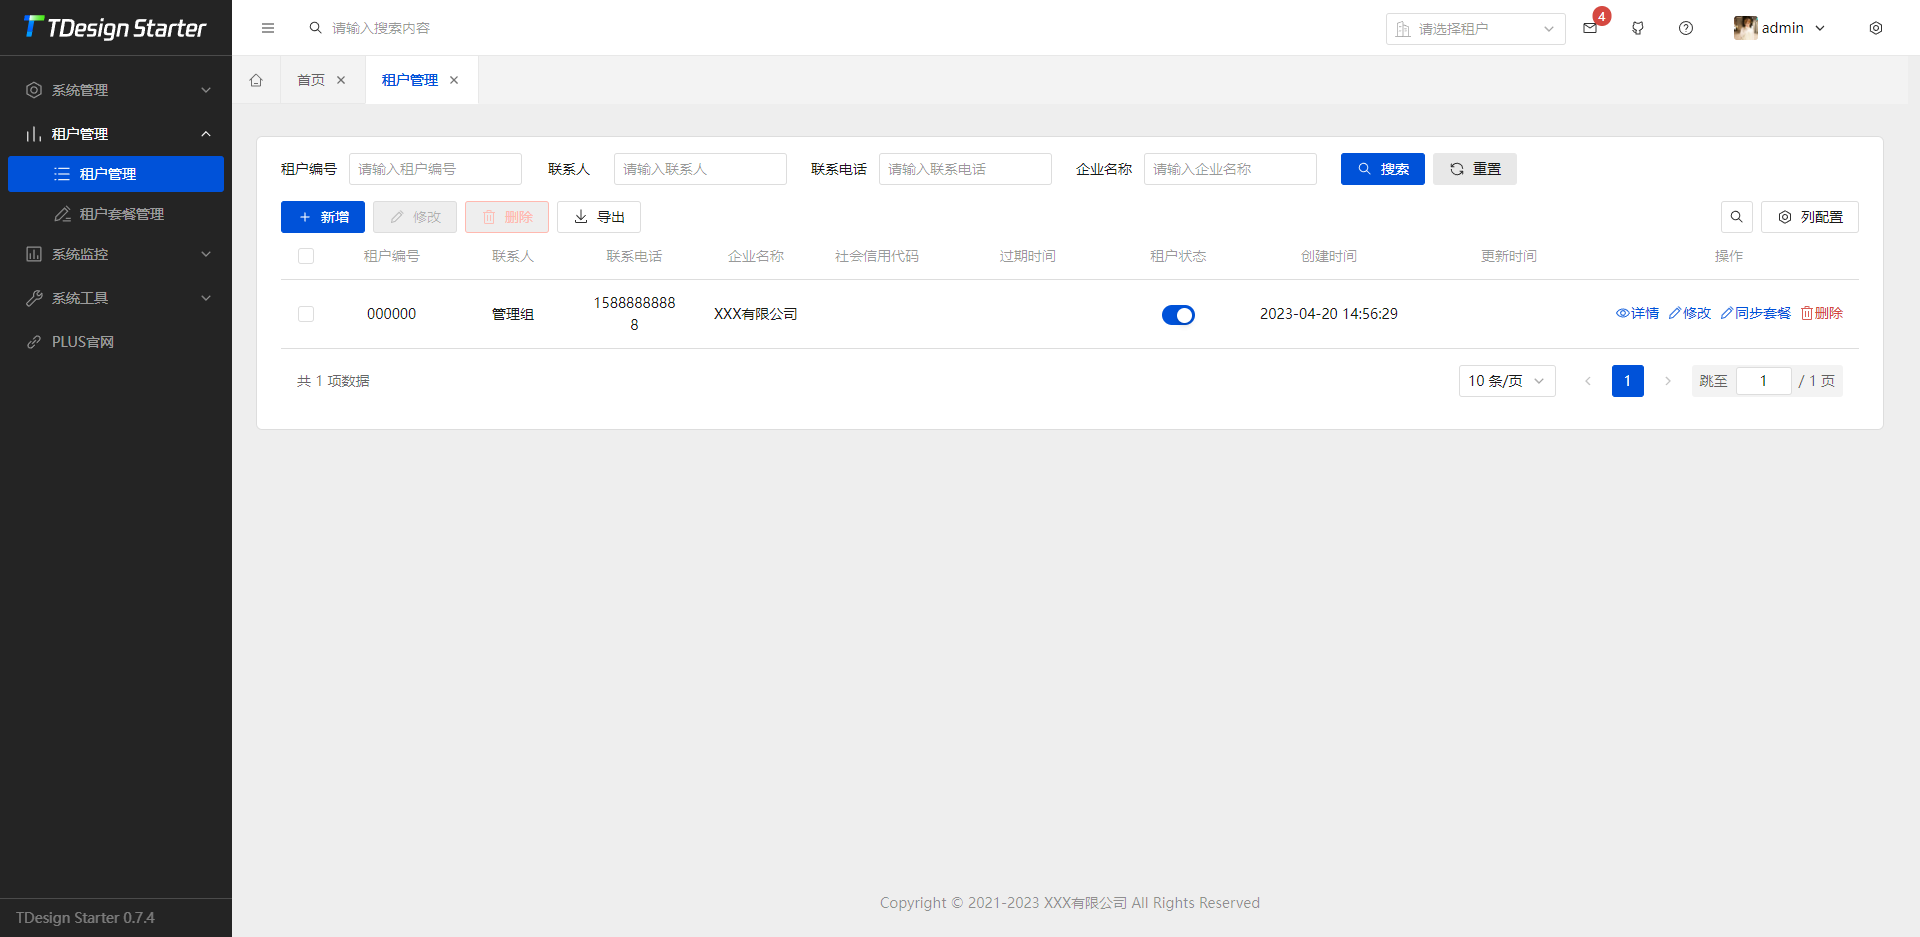 TDesign Starter
请输入搜索内容
请选择租户
4
admin
系统管理
租户管理
租户管理
租户套餐管理
系统监控
系统工具
PLUS官网
首页
租户管理
租户编号 请输入租户编号 联系人 请输入联系人 联系电话 请输入联系电话 企业名称 请输入企业名称 搜索 重置
新增 修改 删除 导出 列配置
租户编号 联系人 联系电话 企业名称 社会信用代码 过期时间 租户状态 创建时间 更新时间 操作
000000 管理组 1588888888
8 XXX有限公司 2023-04-20 14:56:29 详情 修改 同步套餐 删除
共 1 项数据 10 条/页 1 跳至 1 / 1 页
Copyright © 2021-2023 XXX有限公司 All Rights Reserved
TDesign Starter 0.7.4